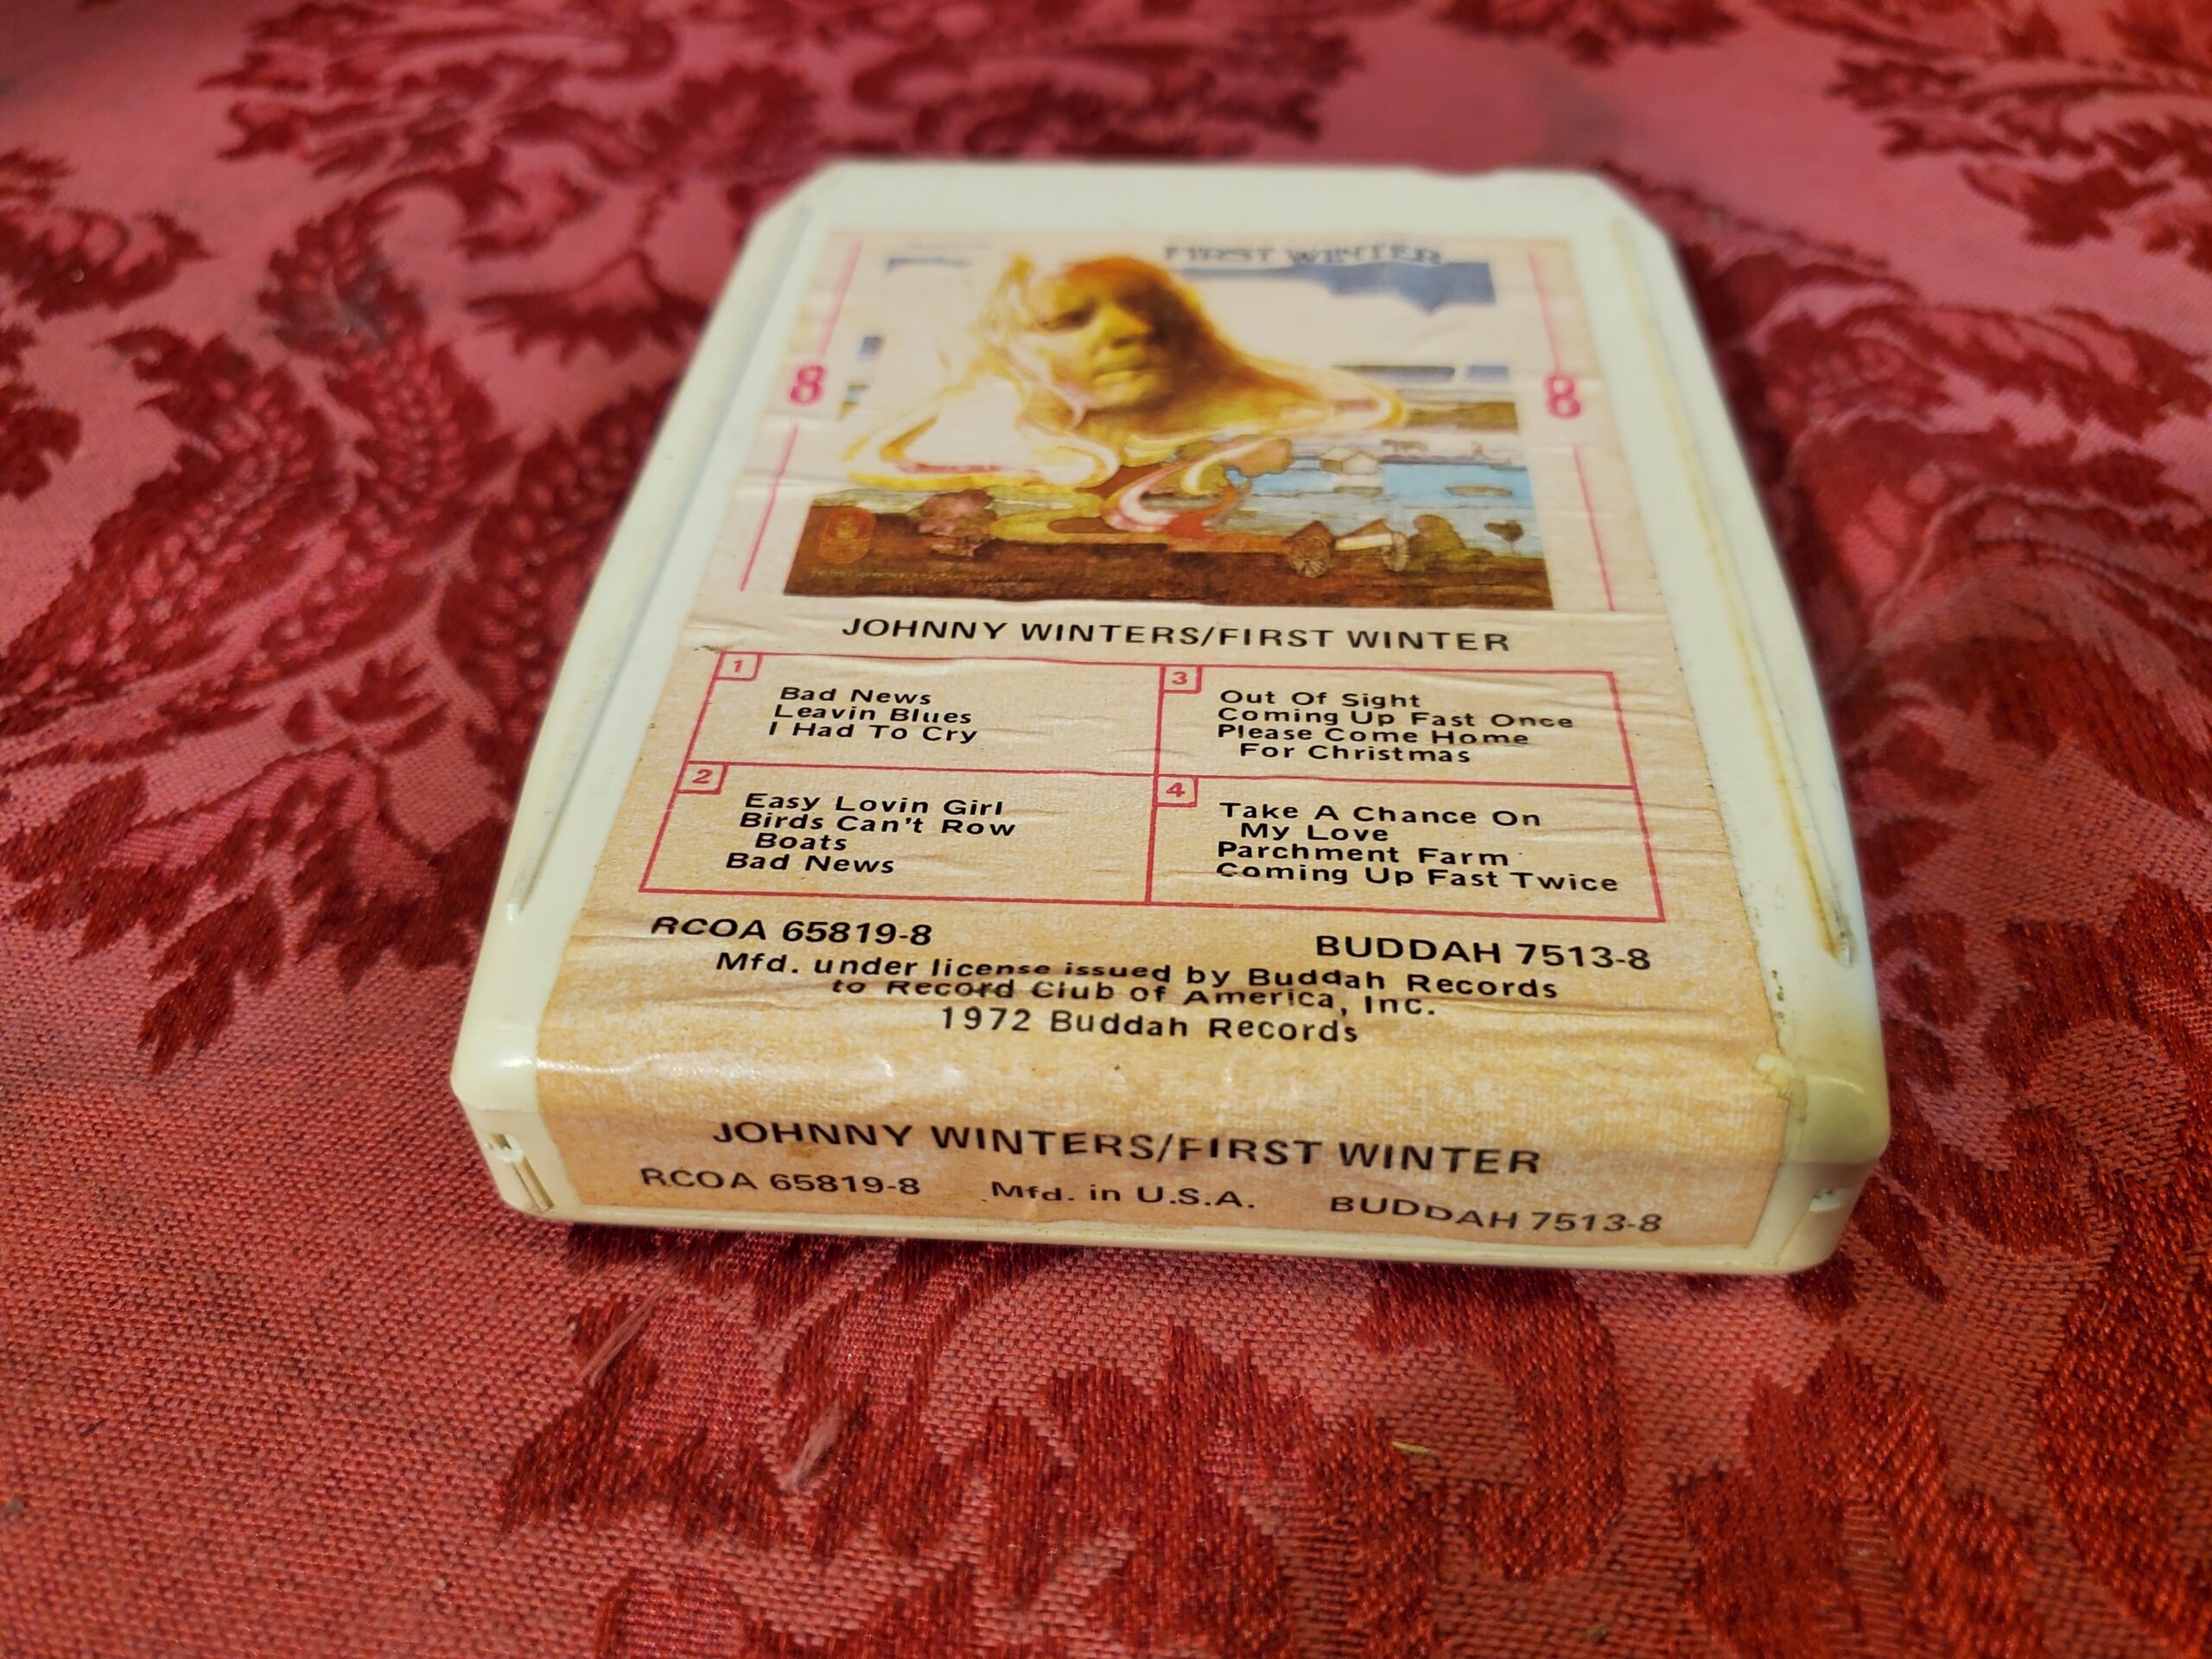 FIRST WINTER
8
8
JOHNNY WINTERS/FIRST WINTER
1
Bad News
Leavin Blues
I Had To Cry
2
Easy Lovin Girl
Birds Can't Row
Boats
Bad News
3
Out Of Sight
Coming Up Fast Once
Please Come Home
For Christmas
4
Take A Chance On
My Love
Parchment Farm
Coming Up Fast Twice
RCOA 65819-8
BUDDAH 7513-8
Mfd. under license issued by Buddah Records
to Record Club of America, Inc.
1972 Buddah Records
JOHNNY WINTERS/FIRST WINTER
RCOA 65819-8 Mfd. in U.S.A. BUDDAH 7513-8